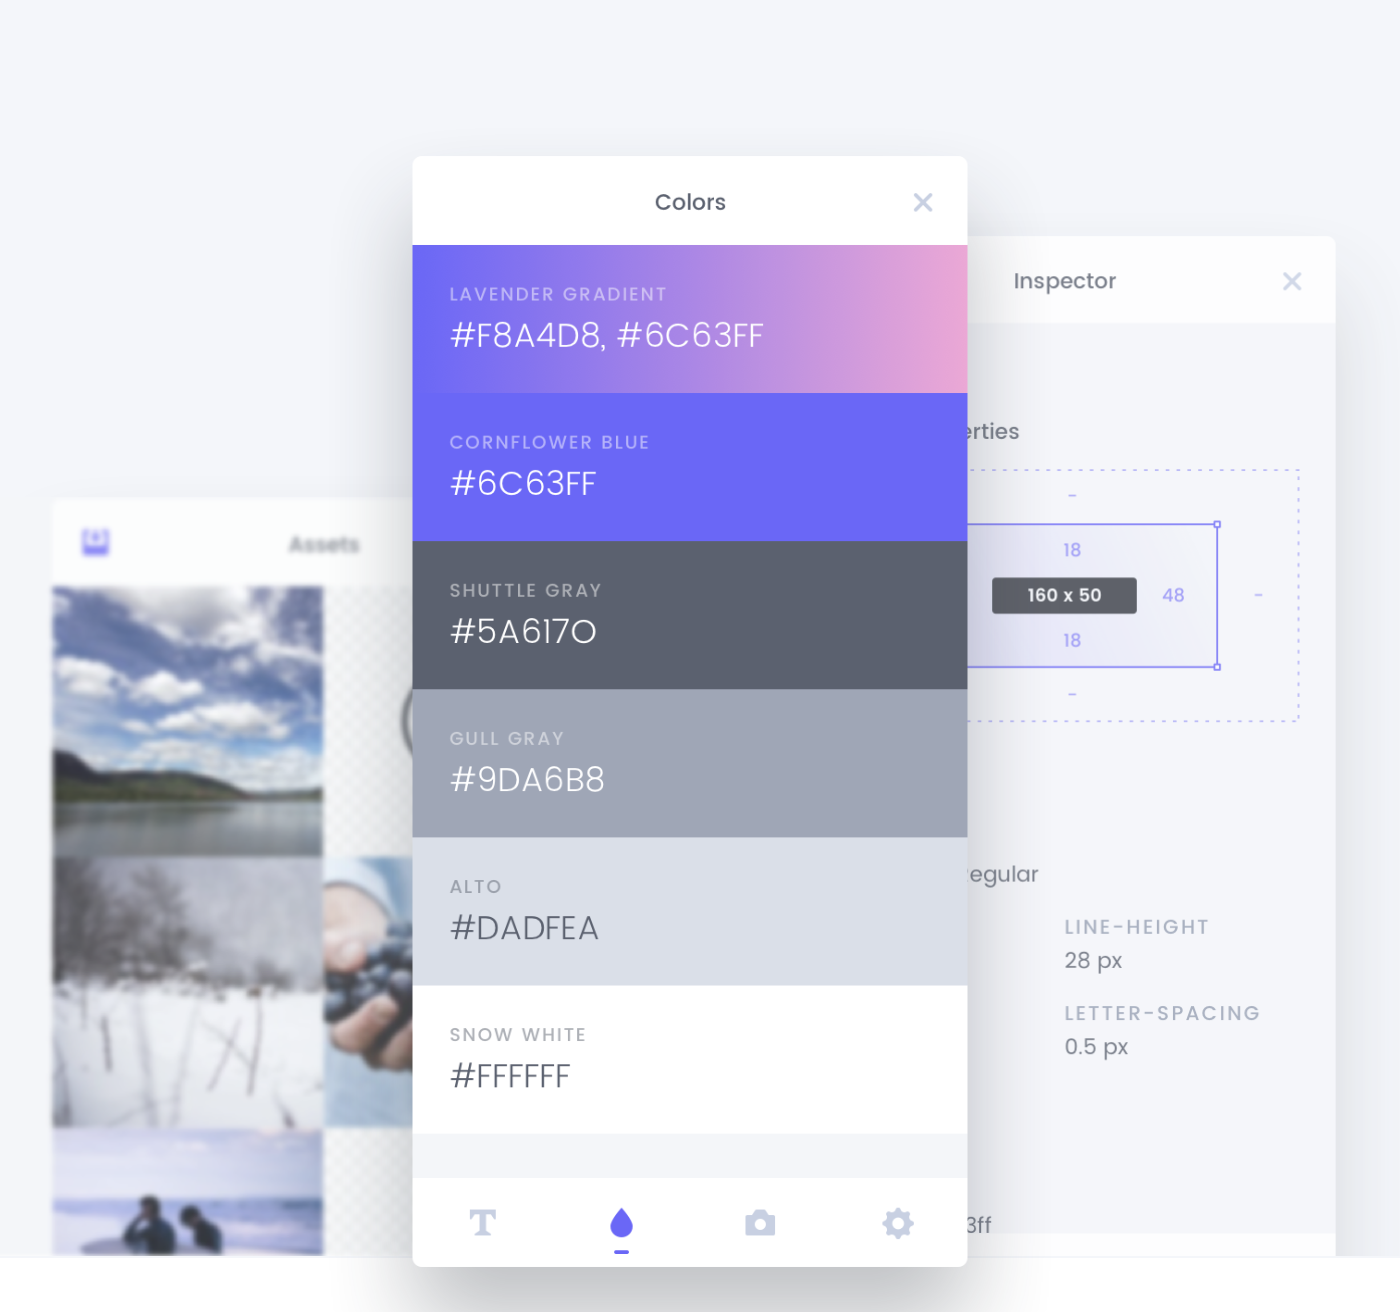 Colors
LAVENDER GRADIENT
#F8A4D8, #6C63FF
CORNFLOWER BLUE
#6C63FF
SHUTTLE GRAY
#5A617O
GULL GRAY
#9DA6B8
ALTO
#DADFEA
SNOW WHITE
#FFFFFF
Assets
Inspector
erties
-
18
160 x 50
48
-
18
-
egular
LINE-HEIGHT
28 px
LETTER-SPACING
0.5 px
3ff